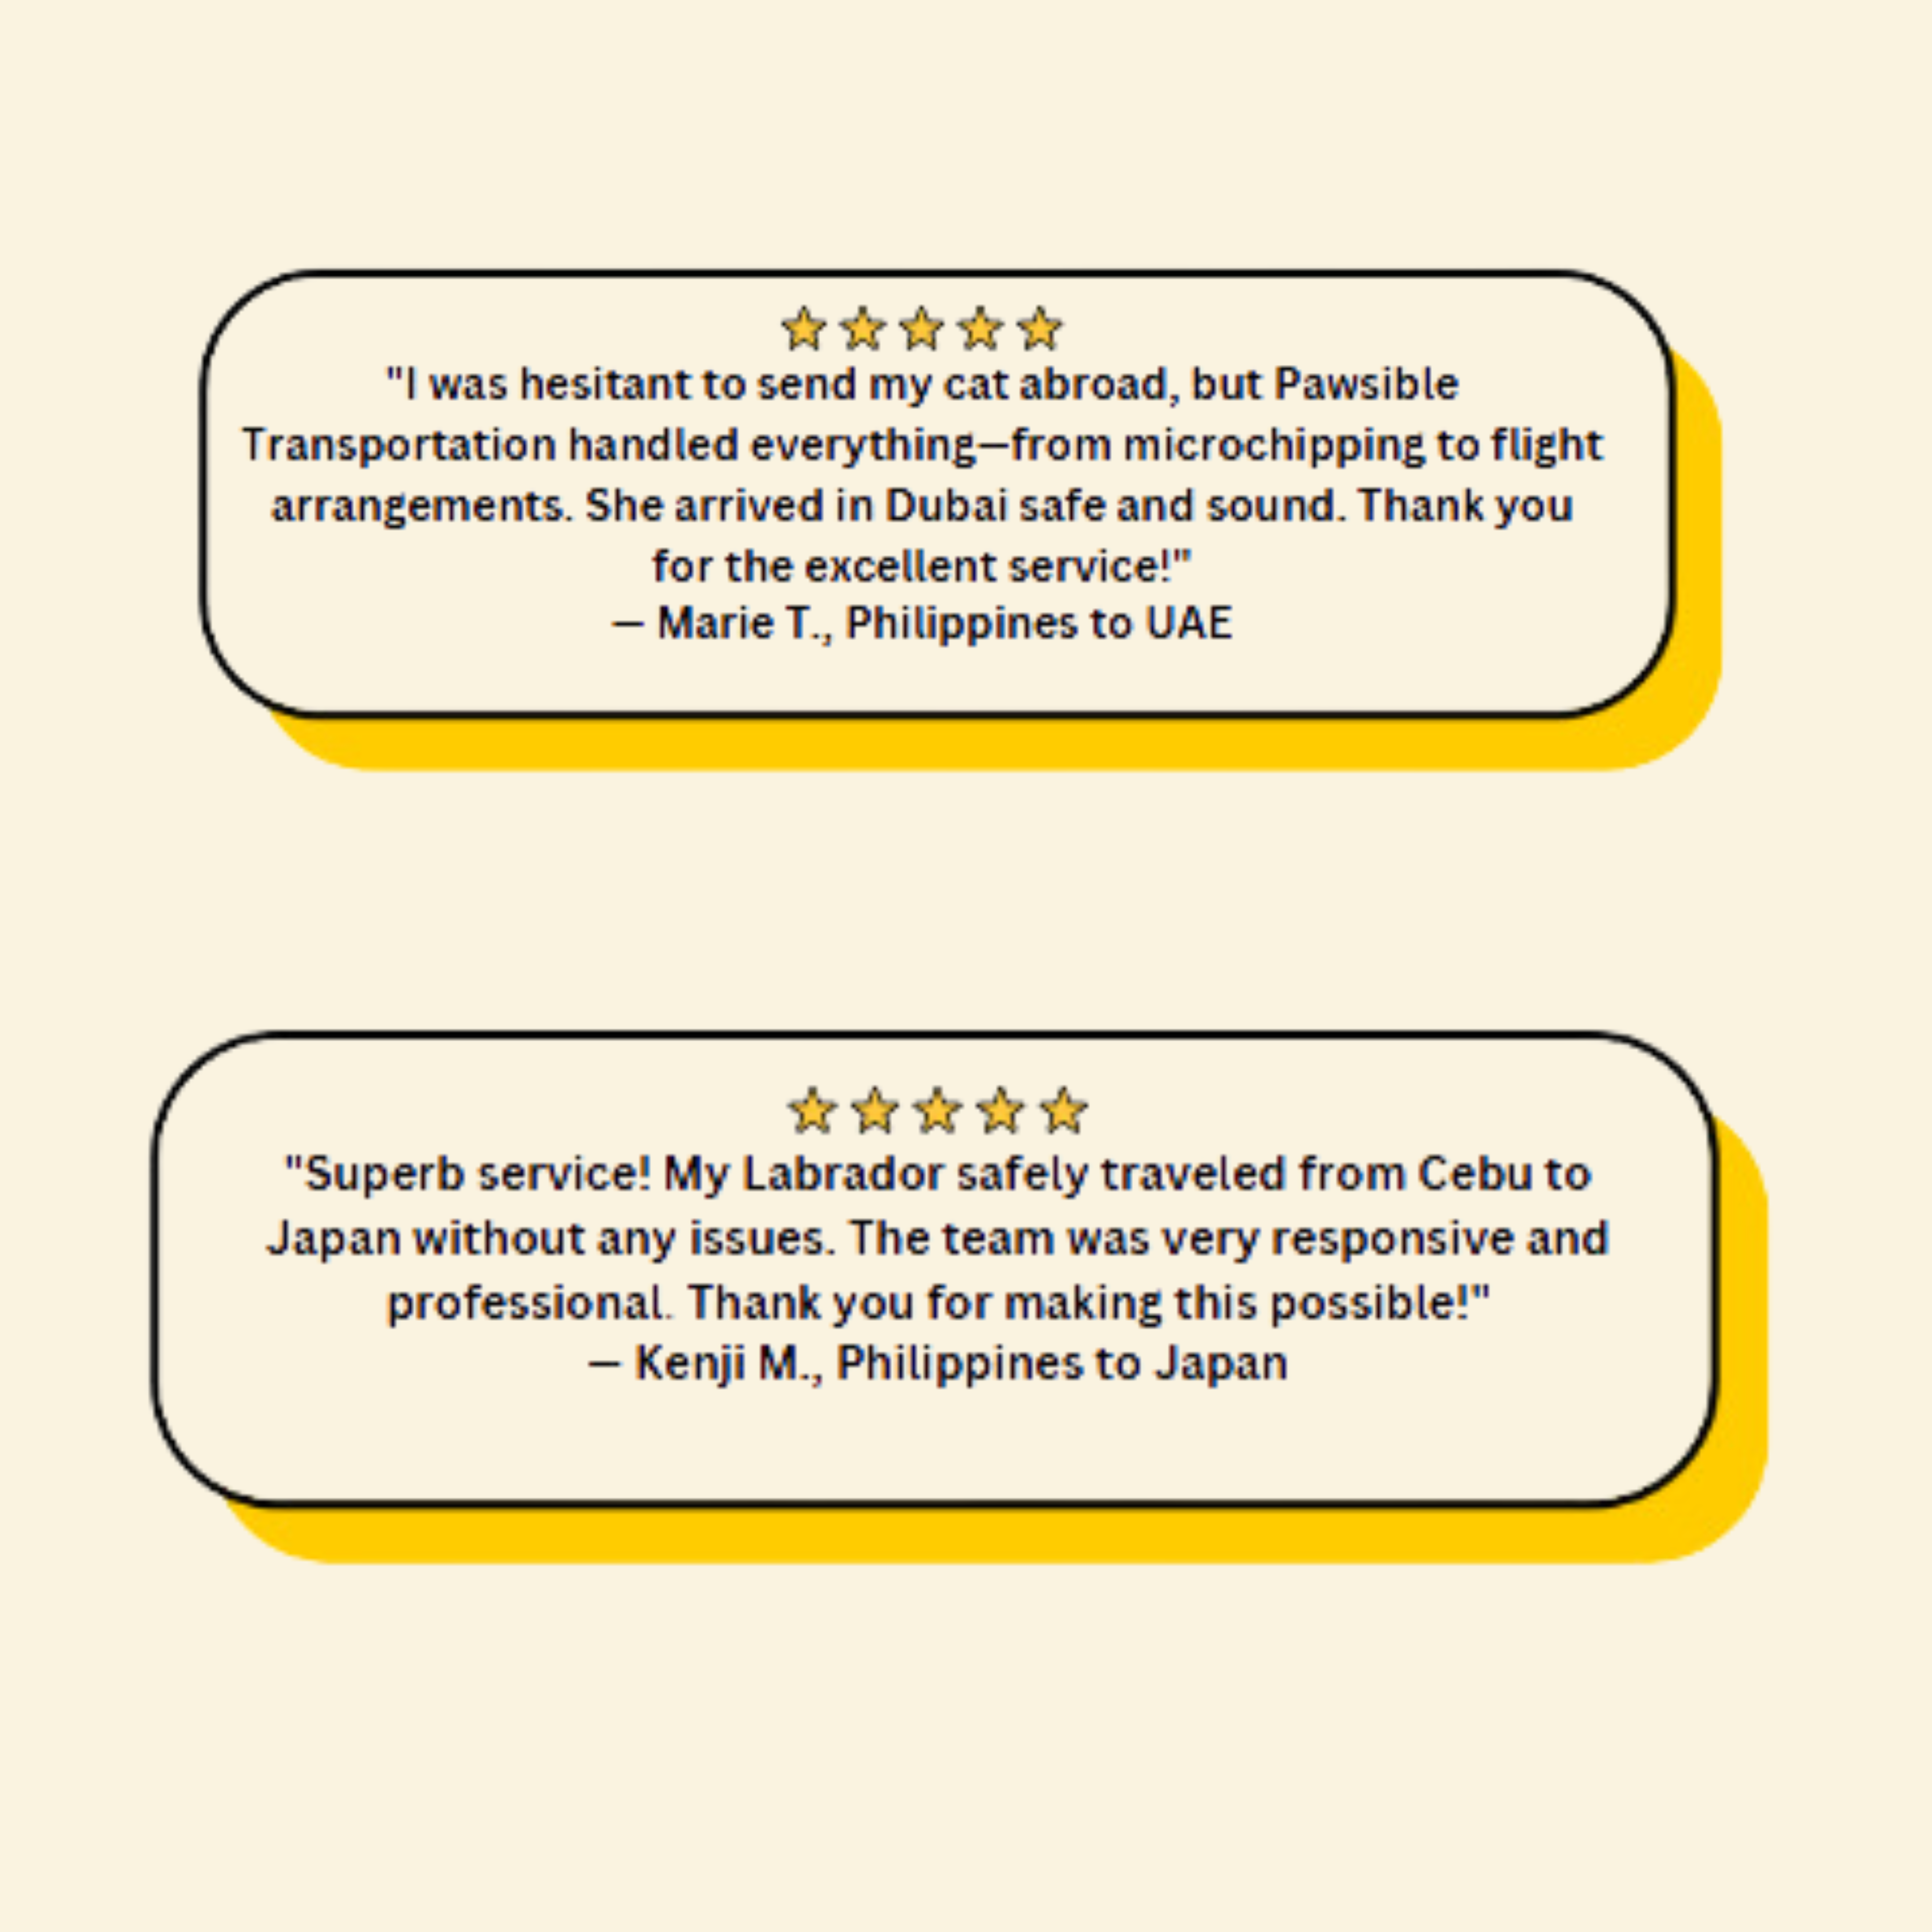 ★★★★★
"I was hesitant to send my cat abroad, but Pawsible
Transportation handled everything—from microchipping to flight
arrangements. She arrived in Dubai safe and sound. Thank you
for the excellent service!"
— Marie T., Philippines to UAE
★★★★★
"Superb service! My Labrador safely traveled from Cebu to
Japan without any issues. The team was very responsive and
professional. Thank you for making this possible!"
— Kenji M., Philippines to Japan